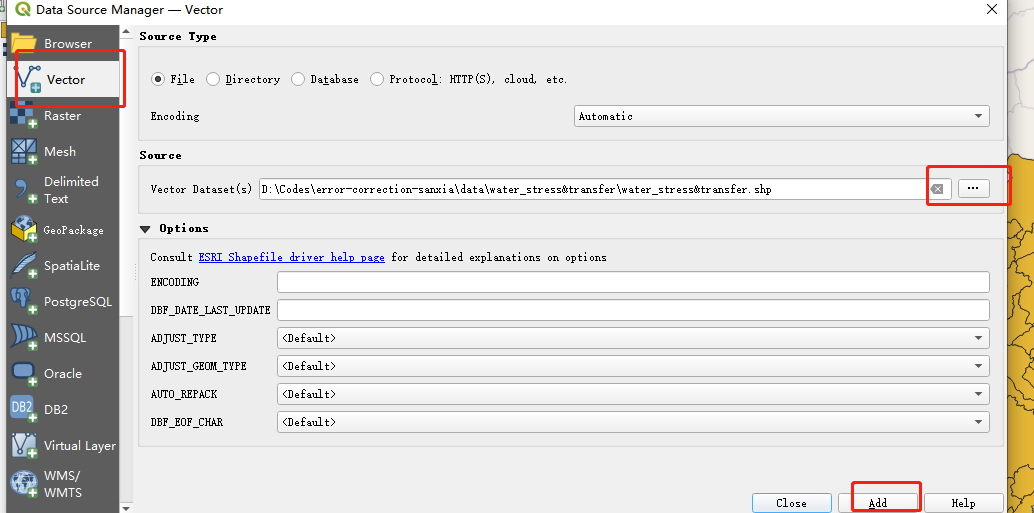 Data Source Manager — Vector
Browser
Vector
Raster
Mesh
Delimited
Text
GeoPackage
SpatiaLite
PostgreSQL
MSSQL
Oracle
DB2
DB2
Virtual Layer
WMS/
WMTS
Source Type
File Directory Database Protocol: HTTP(S), cloud, etc.
Encoding Automatic
Source
Vector Dataset(s) D:\Codes\error-correction-sanxia\data\water_stress&transfer\water_stress&transfer.shp ...
Options
Consult ESRI Shapefile driver help page for detailed explanations on options
ENCODING
DBF_DATE_LAST_UPDATE
ADJUST_TYPE <Default>
ADJUST_GEOM_TYPE <Default>
AUTO_REPACK <Default>
DBF_EOF_CHAR <Default>
Close Add Help